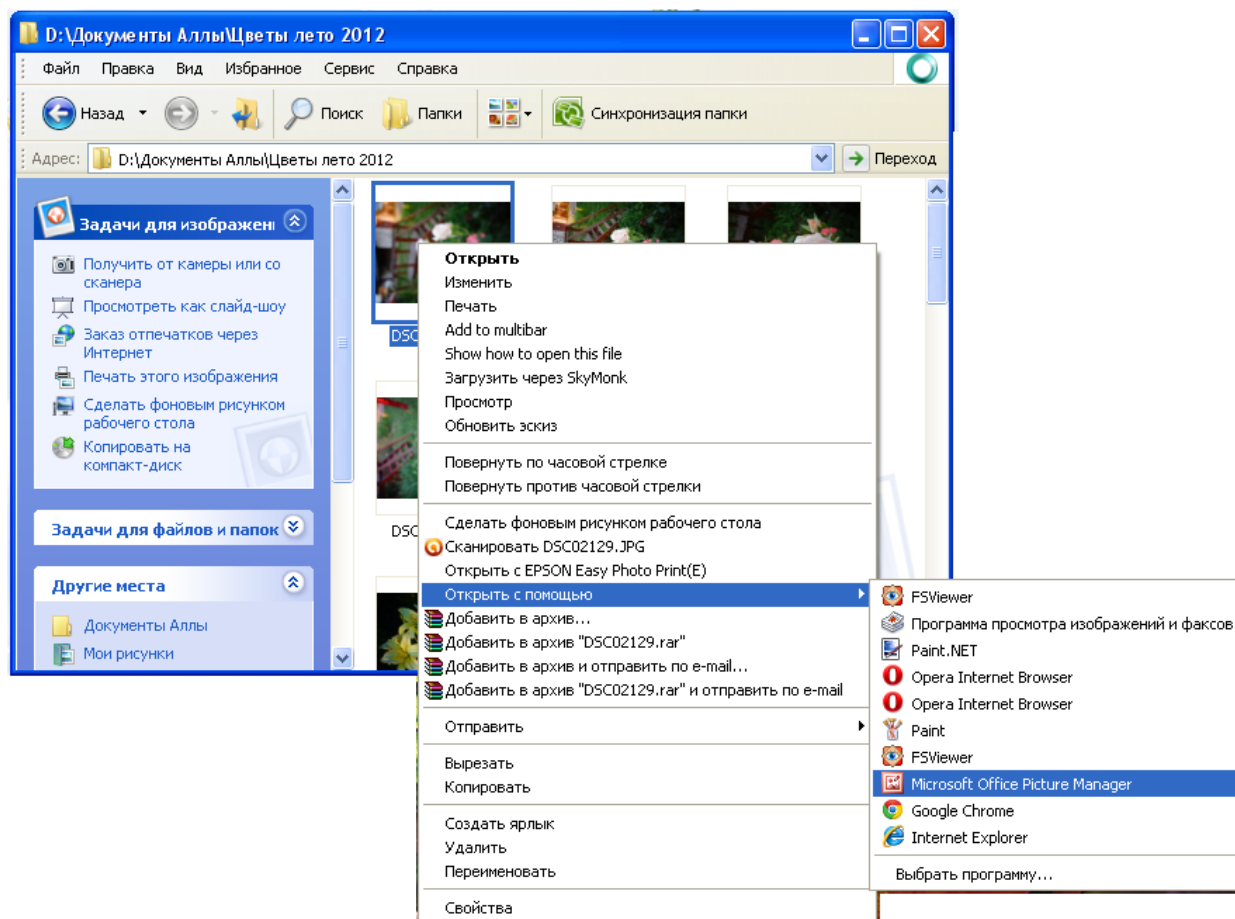 D:\Документы Аллы\Цветы лето 2012
Файл Правка Вид Избранное Сервис Справка
Назад Поиск Папки Синхронизация папки
Адрес: D:\Документы Аллы\Цветы лето 2012 Переход
Задачи для изображен
Получить от камеры или со
сканера
Просмотреть как слайд-шоу
Заказ отпечатков через
Интернет
Печать этого изображения
Сделать фоновым рисунком
рабочего стола
Копировать на
компакт-диск
Задачи для файлов и папок
Другие места
Документы Аллы
Мои рисунки
DSC
DSC
Открыть
Изменить
Печать
Add to multibar
Show how to open this file
Загрузить через SkyMonk
Просмотр
Обновить эскиз
Повернуть по часовой стрелке
Повернуть против часовой стрелки
Сделать фоновым рисунком рабочего стола
Сканировать DSC02129.JPG
Открыть с EPSON Easy Photo Print(E)
Открыть с помощью
Добавить в архив...
Добавить в архив "DSC02129.rar"
Добавить в архив и отправить по e-mail...
Добавить в архив "DSC02129.rar" и отправить по e-mail
Отправить
Вырезать
Копировать
Создать ярлык
Удалить
Переименовать
Свойства
FSViewer
Программа просмотра изображений и факсов
Paint.NET
Opera Internet Browser
Opera Internet Browser
Paint
FSViewer
Microsoft Office Picture Manager
Google Chrome
Internet Explorer
Выбрать программу...